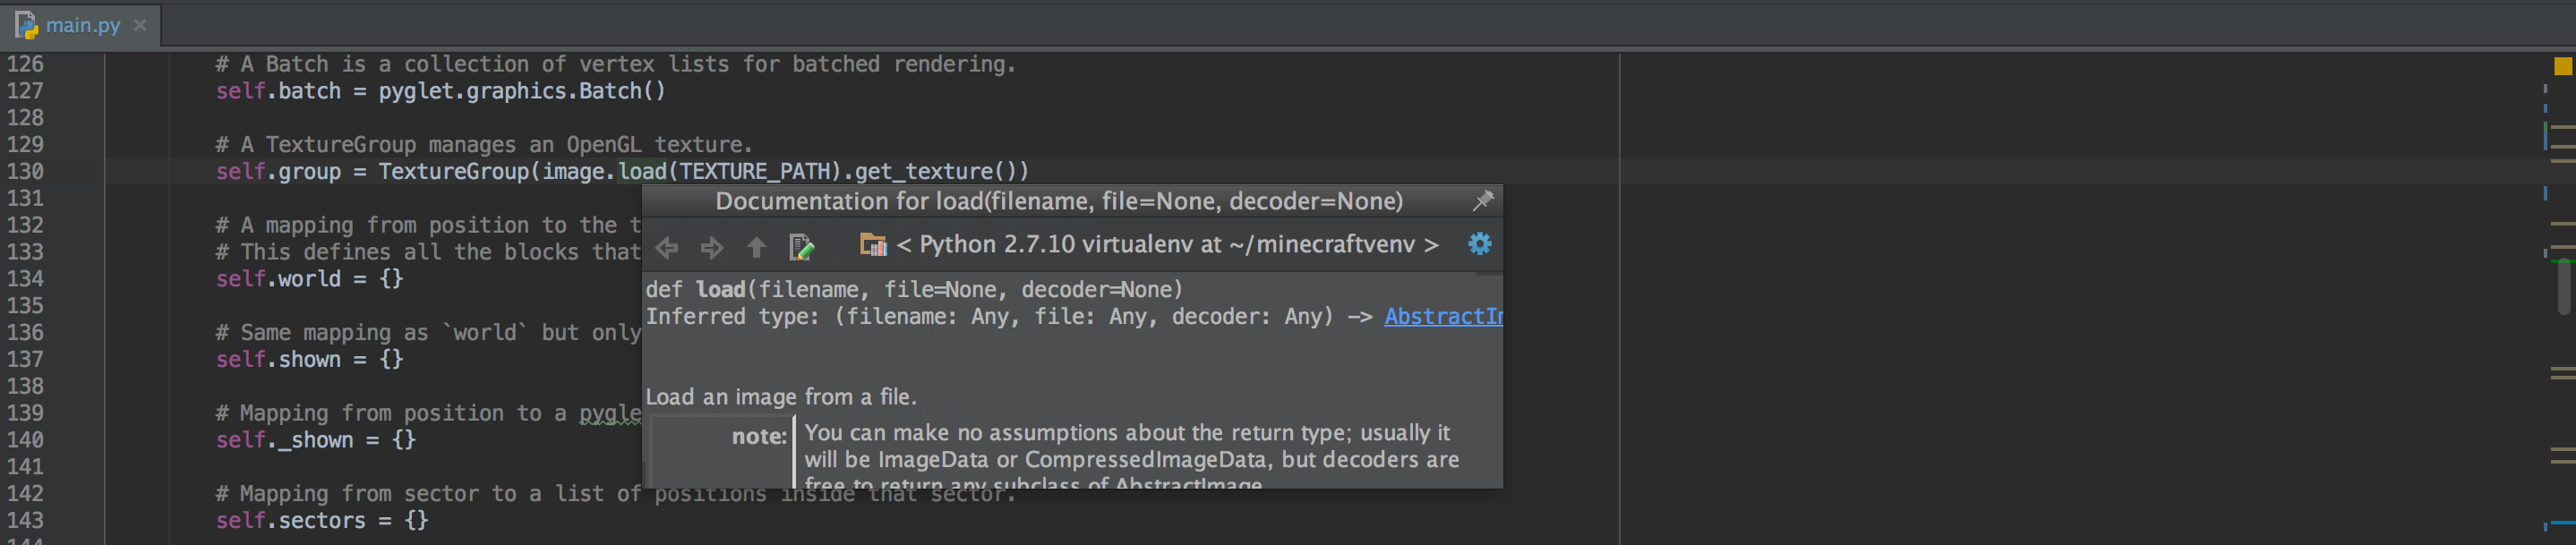 main.py
126 # A Batch is a collection of vertex lists for batched rendering.
127 self.batch = pyglet.graphics.Batch()
128
129 # A TextureGroup manages an OpenGL texture.
130 self.group = TextureGroup(image.load(TEXTURE_PATH).get_texture())
131
132 # A mapping from position to the t
133 # This defines all the blocks that
134 self.world = {}
135
136 # Same mapping as `world` but only
137 self.shown = {}
138
139 # Mapping from position to a pygle
140 self._shown = {}
141
142 # Mapping from sector to a list of positions inside that sector.
143 self.sectors = {}
144
Documentation for load(filename, file=None, decoder=None)
< Python 2.7.10 virtualenv at ~/minecraftvenv >
def load(filename, file=None, decoder=None)
Inferred type: (filename: Any, file: Any, decoder: Any) -> AbstractIm
Load an image from a file.
note: You can make no assumptions about the return type; usually it
will be ImageData or CompressedImageData, but decoders are
free to return any subclass of AbstractImage